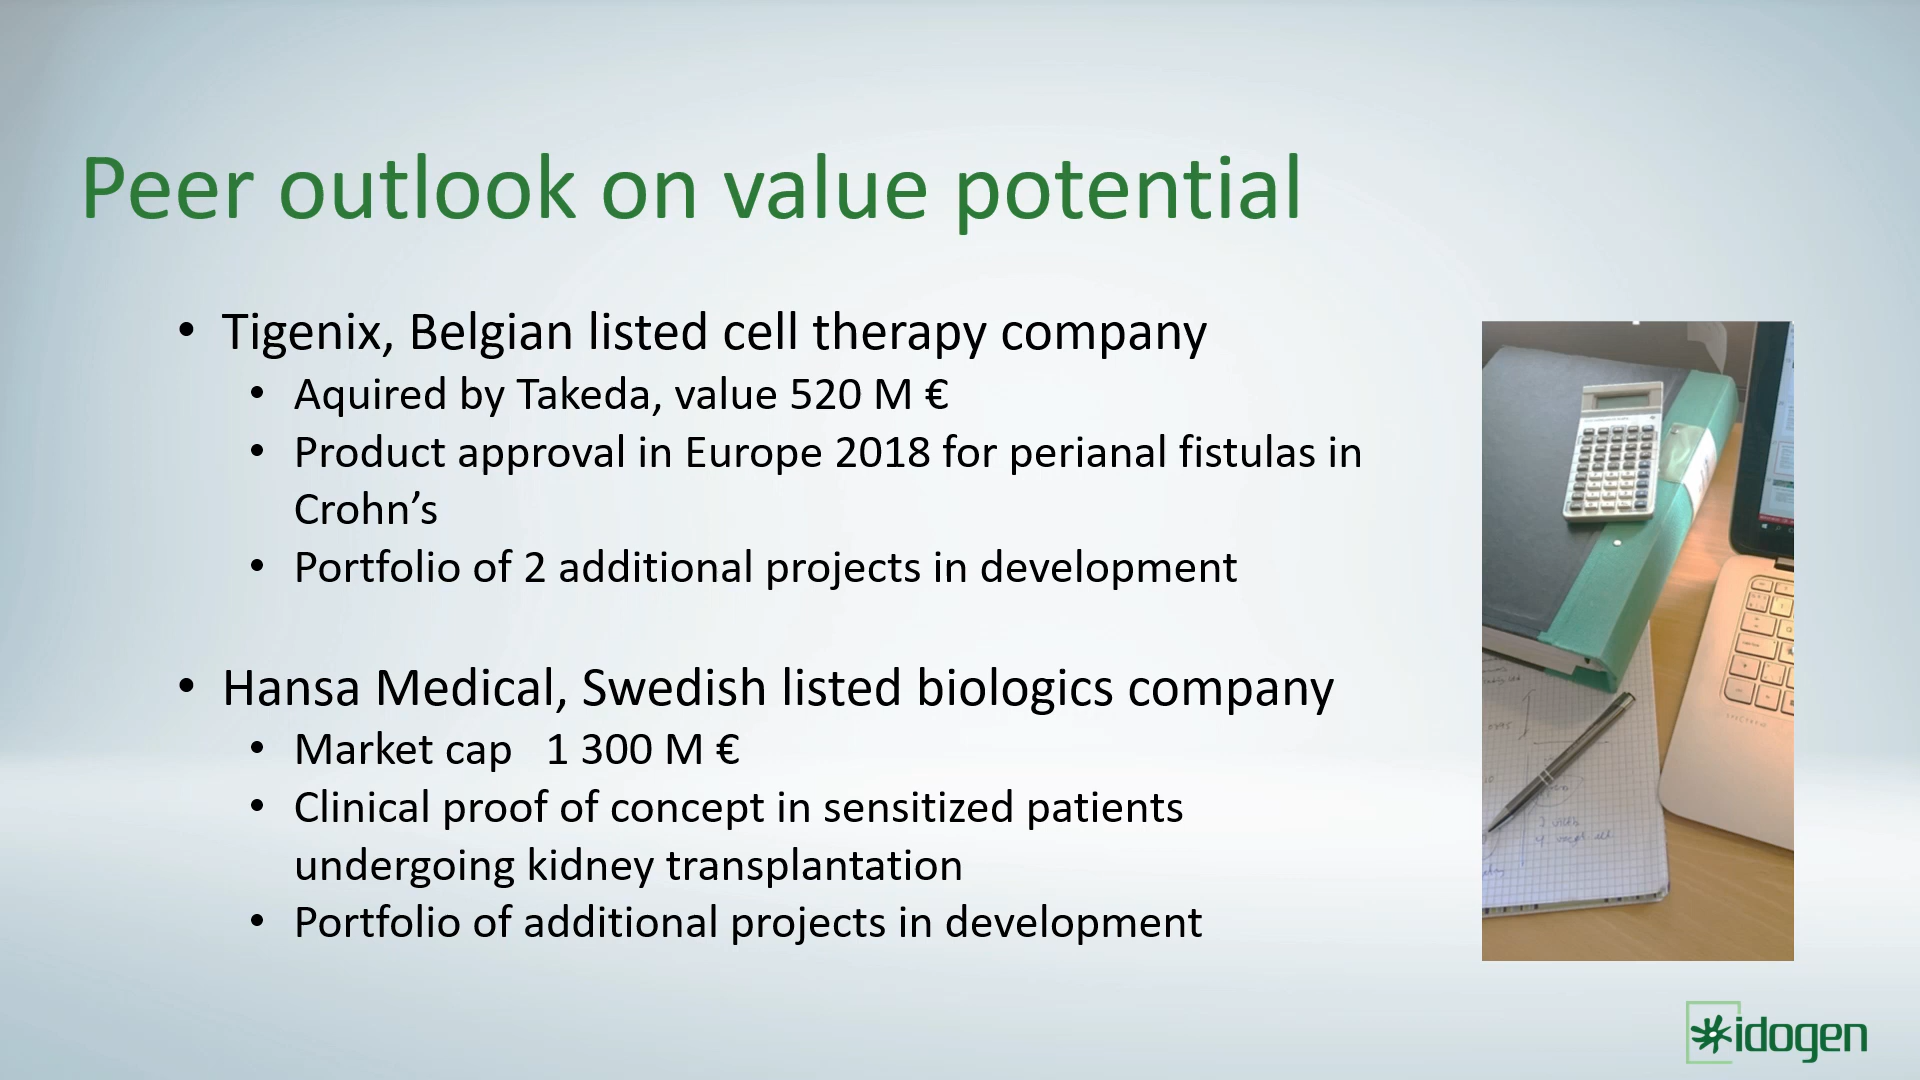 Peer outlook on value potential
• Tigenix, Belgian listed cell therapy company
• Aquired by Takeda, value 520 M €
• Product approval in Europe 2018 for perianal fistulas in
Crohn’s
• Portfolio of 2 additional projects in development
• Hansa Medical, Swedish listed biologics company
• Market cap   1 300 M €
• Clinical proof of concept in sensitized patients
undergoing kidney transplantation
• Portfolio of additional projects in development
idogen